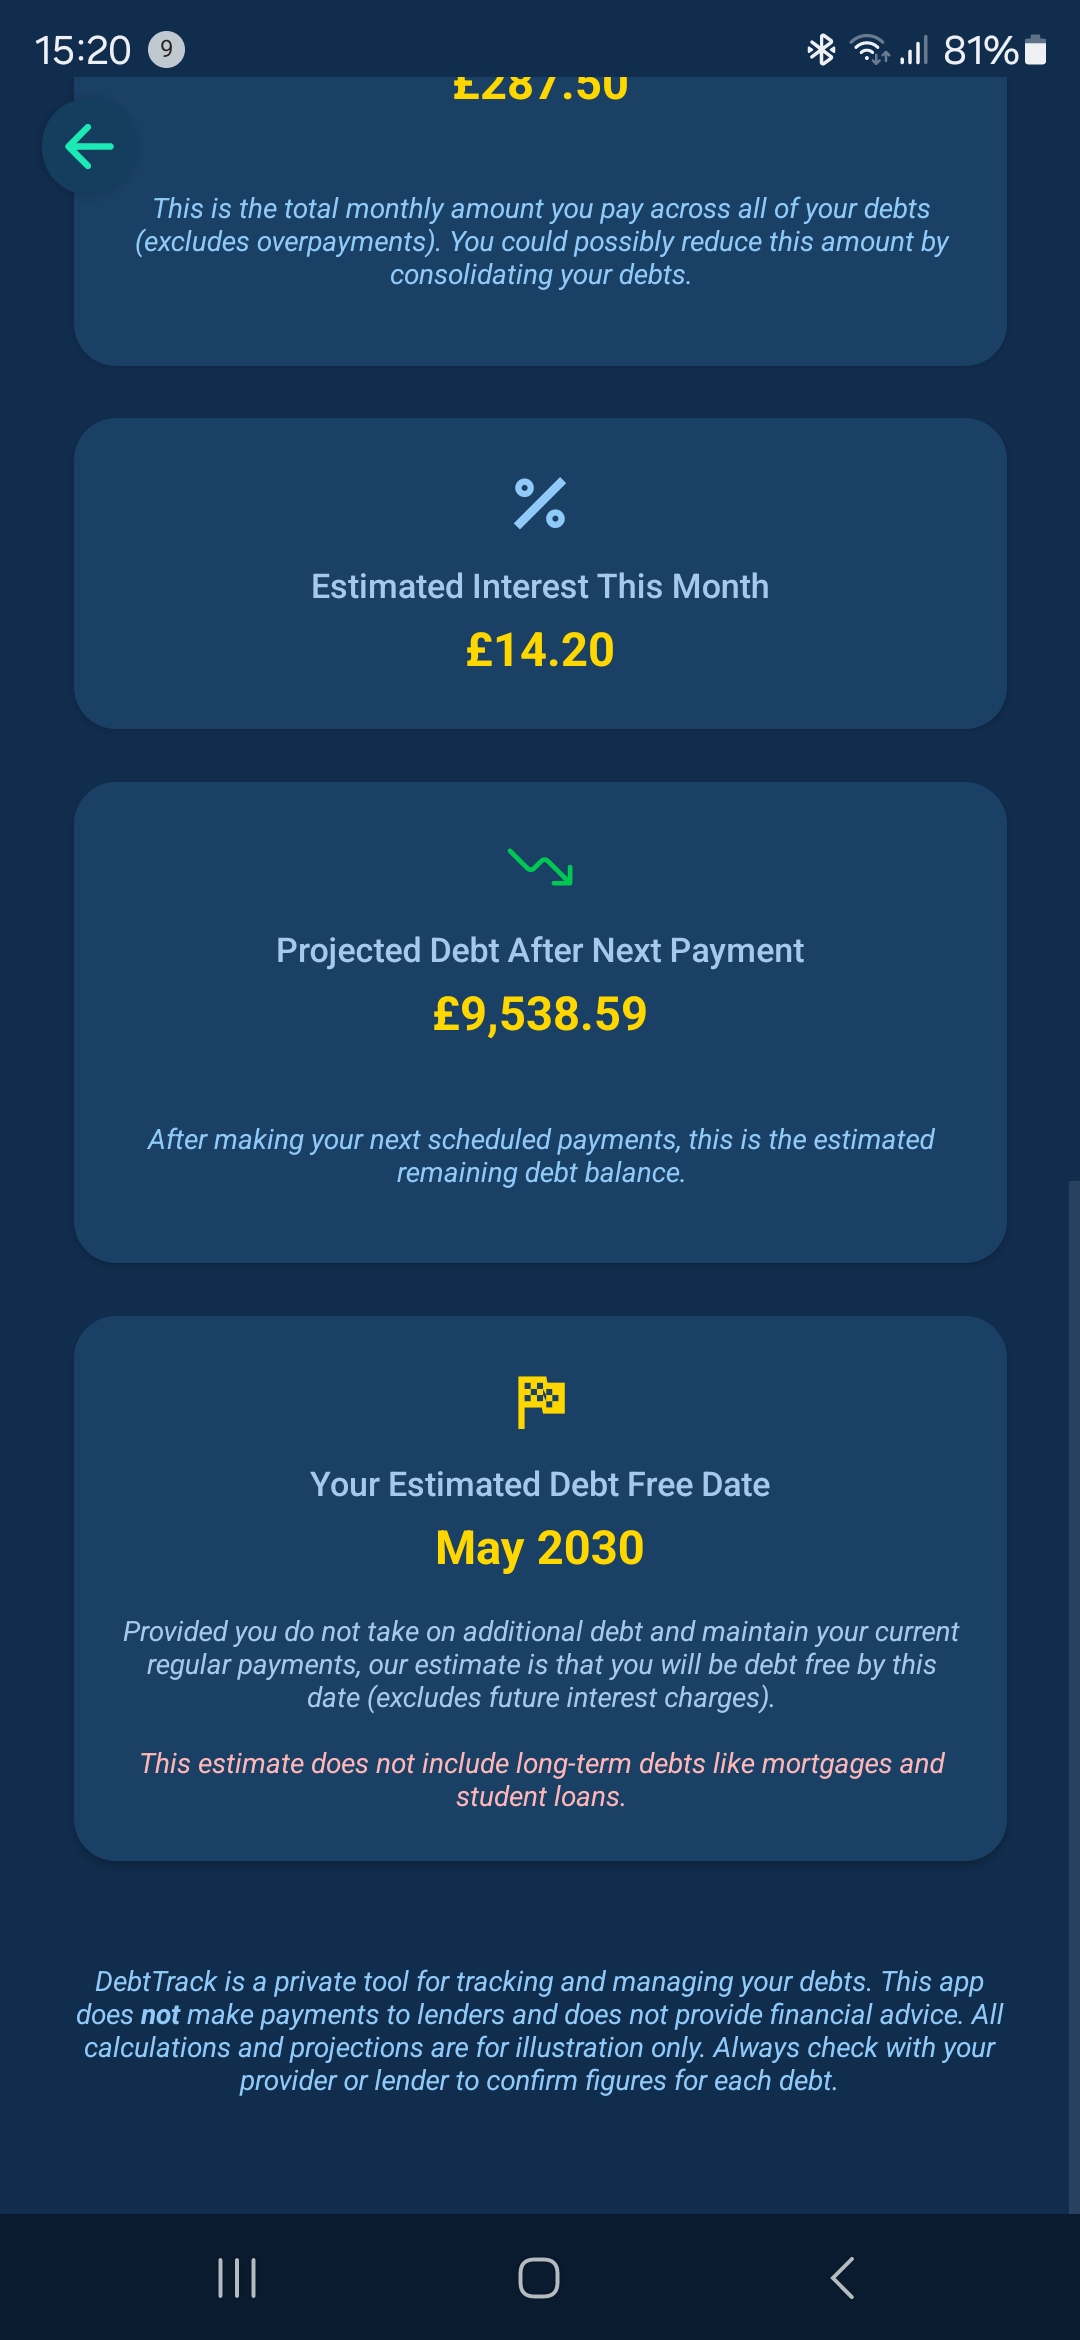 15:20 9 81%
£287.50
This is the total monthly amount you pay across all of your debts
(excludes overpayments). You could possibly reduce this amount by
consolidating your debts.
Estimated Interest This Month
£14.20
Projected Debt After Next Payment
£9,538.59
After making your next scheduled payments, this is the estimated
remaining debt balance.
Your Estimated Debt Free Date
May 2030
Provided you do not take on additional debt and maintain your current
regular payments, our estimate is that you will be debt free by this
date (excludes future interest charges).
This estimate does not include long-term debts like mortgages and
student loans.
DebtTrack is a private tool for tracking and managing your debts. This app
does not make payments to lenders and does not provide financial advice. All
calculations and projections are for illustration only. Always check with your
provider or lender to confirm figures for each debt.